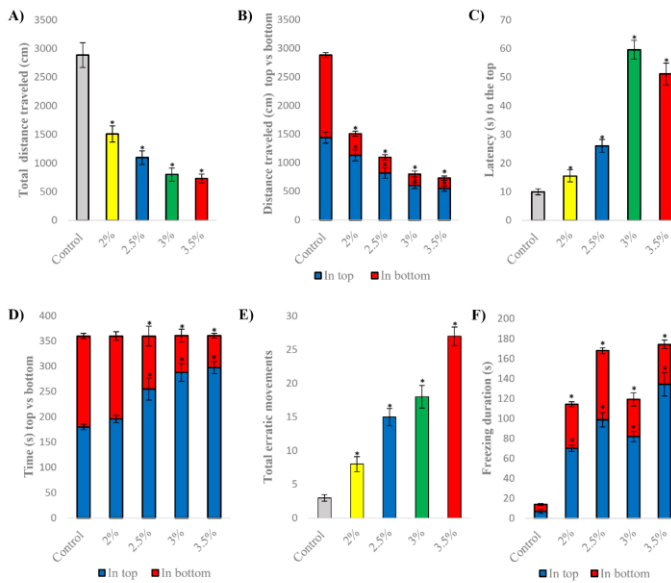 A)
Total distance traveled (cm)
3500
3000
2500
2000
1500
1000
500
0
* * * *
Control 2% 2.5% 3% 3.5%
B)
Distance traveled (cm) top vs bottom
3500
3000
2500
2000
1500
1000
500
0
* * * *
* * * *
Control 2% 2.5% 3% 3.5%
In top In bottom
C)
Latency (s) to the top
70
60
50
40
30
20
10
0
* * * *
Control 2% 2.5% 3% 3.5%
D)
Time (s) top vs bottom
400
350
300
250
200
150
100
50
0
* * *
* * *
Control 2% 2.5% 3% 3.5%
In top In bottom
E)
Total erratic movements
30
25
20
15
10
5
0
* * * *
Control 2% 2.5% 3% 3.5%
F)
Freezing duration (s)
200
180
160
140
120
100
80
60
40
20
0
* * * *
* * * *
Control 2% 2.5% 3% 3.5%
In top In bottom